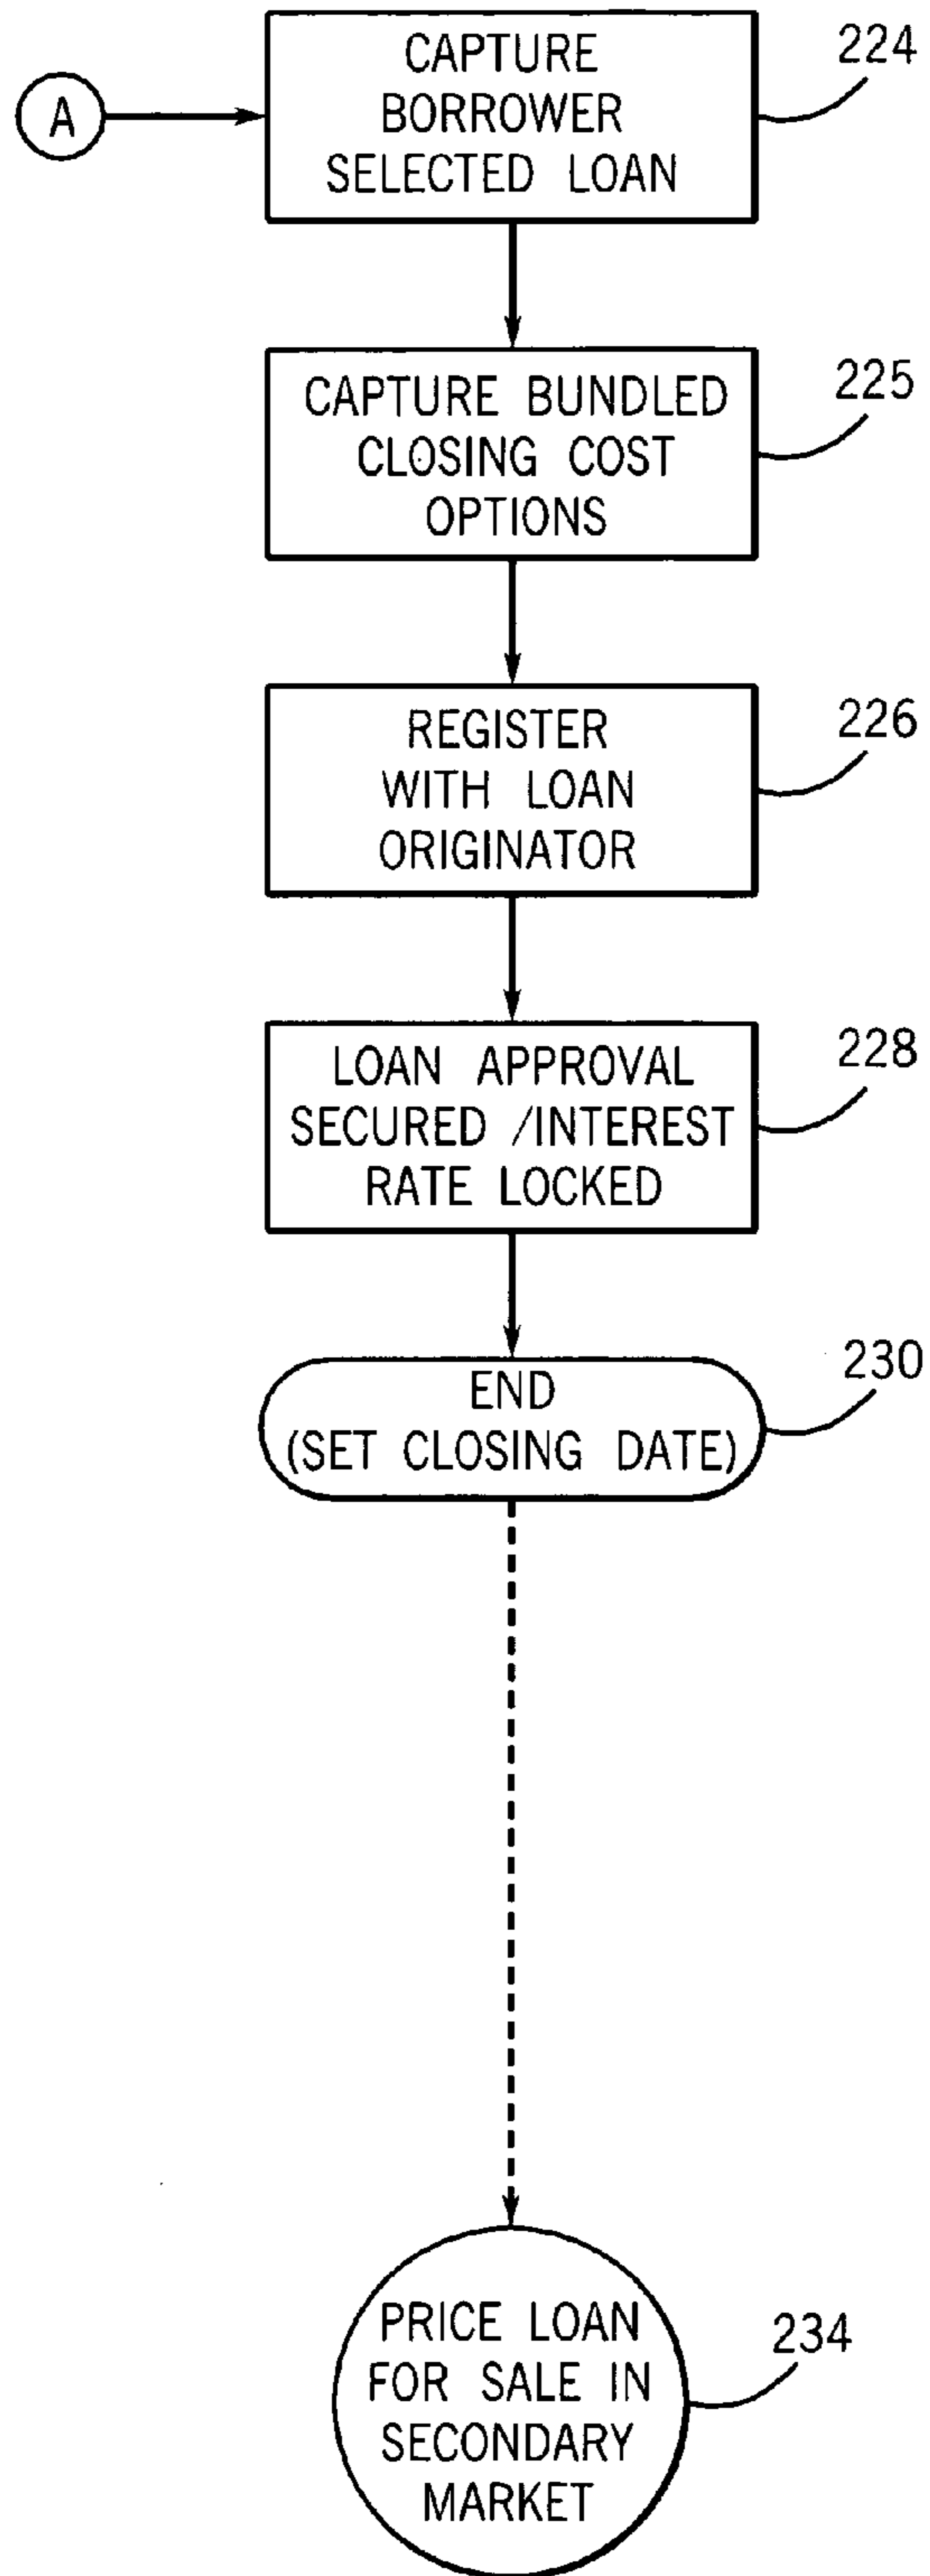 A
CAPTURE
BORROWER
SELECTED LOAN
224
CAPTURE BUNDLED
CLOSING COST
OPTIONS
225
REGISTER
WITH LOAN
ORIGINATOR
226
LOAN APPROVAL
SECURED /INTEREST
RATE LOCKED
228
END
(SET CLOSING DATE)
230
PRICE LOAN
FOR SALE IN
SECONDARY
MARKET
234